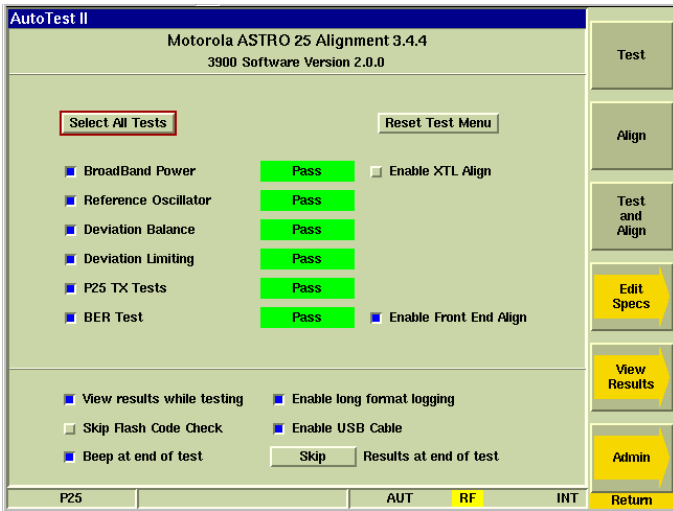 AutoTest II
Motorola ASTRO 25 Alignment 3.4.4
3900 Software Version 2.0.0
Select All Tests
Reset Test Menu
BroadBand Power Pass Enable XTL Align
Reference Oscillator Pass
Deviation Balance Pass
Deviation Limiting Pass
P25 TX Tests Pass
BER Test Pass Enable Front End Align
View results while testing Enable long format logging
Skip Flash Code Check Enable USB Cable
Beep at end of test Skip Results at end of test
P25 AUT RF INT
Test
Align
Test
and
Align
Edit
Specs
View
Results
Admin
Return